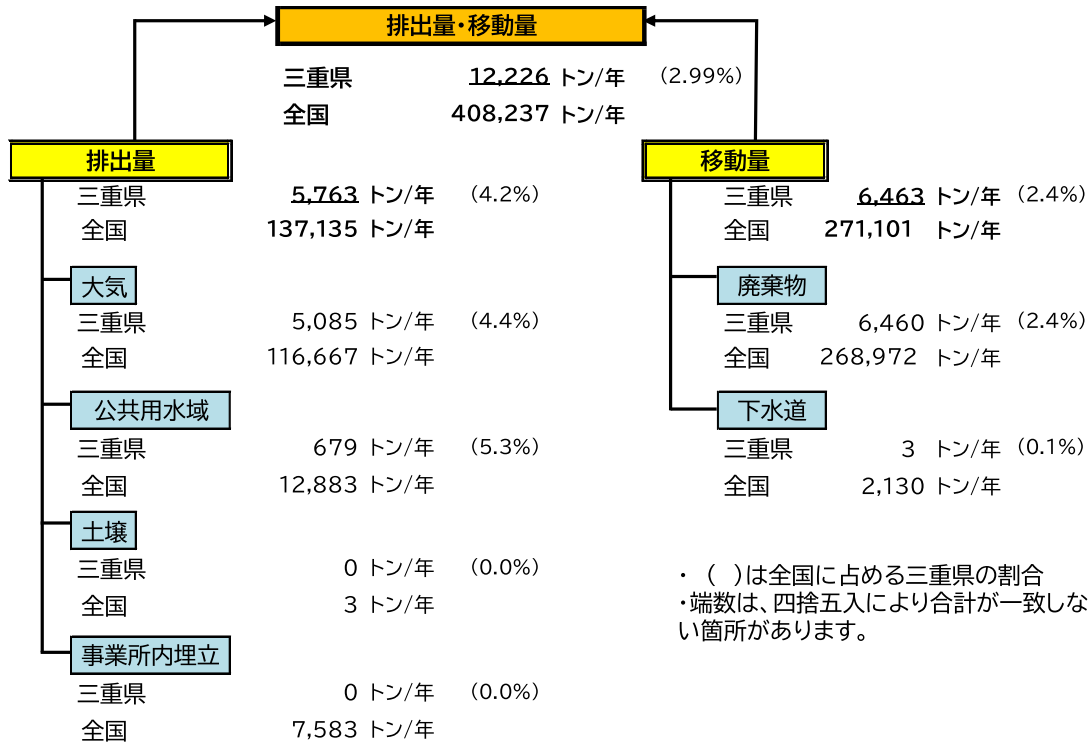 排出量・移動量
三重県 12,226 トン/年 (2.99%)
全国 408,237 トン/年
排出量
三重県 5,763 トン/年 (4.2%)
全国 137,135 トン/年
大気
三重県 5,085 トン/年 (4.4%)
全国 116,667 トン/年
公共用水域
三重県 679 トン/年 (5.3%)
全国 12,883 トン/年
土壌
三重県 0 トン/年 (0.0%)
全国 3 トン/年
事業所内埋立
三重県 0 トン/年 (0.0%)
全国 7,583 トン/年
移動量
三重県 6,463 トン/年 (2.4%)
全国 271,101 トン/年
廃棄物
三重県 6,460 トン/年 (2.4%)
全国 268,972 トン/年
下水道
三重県 3 トン/年 (0.1%)
全国 2,130 トン/年
・ ( )は全国に占める三重県の割合
・端数は、四捨五入により合計が一致しな
い箇所があります。